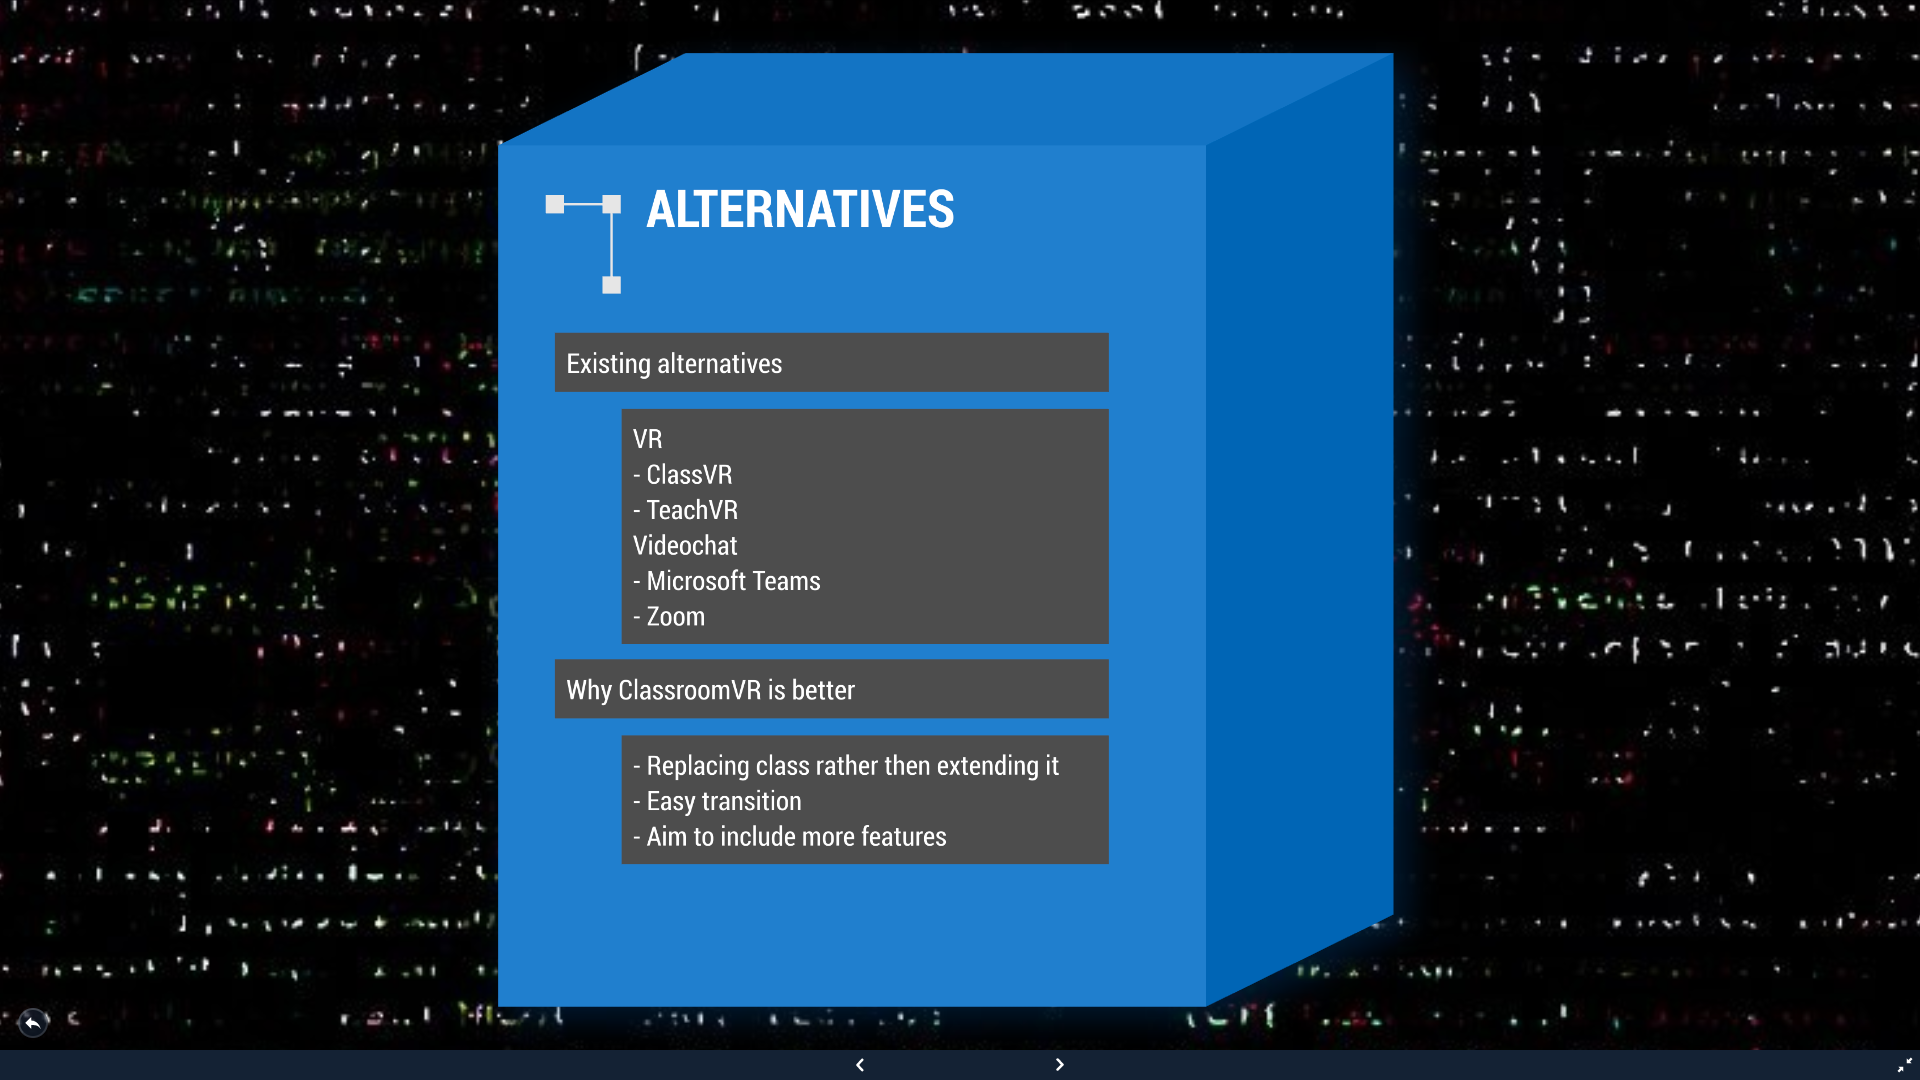 ALTERNATIVES
Existing alternatives
VR
- ClassVR
- TeachVR
Videochat
- Microsoft Teams
- Zoom
Why ClassroomVR is better
- Replacing class rather then extending it
- Easy transition
- Aim to include more features